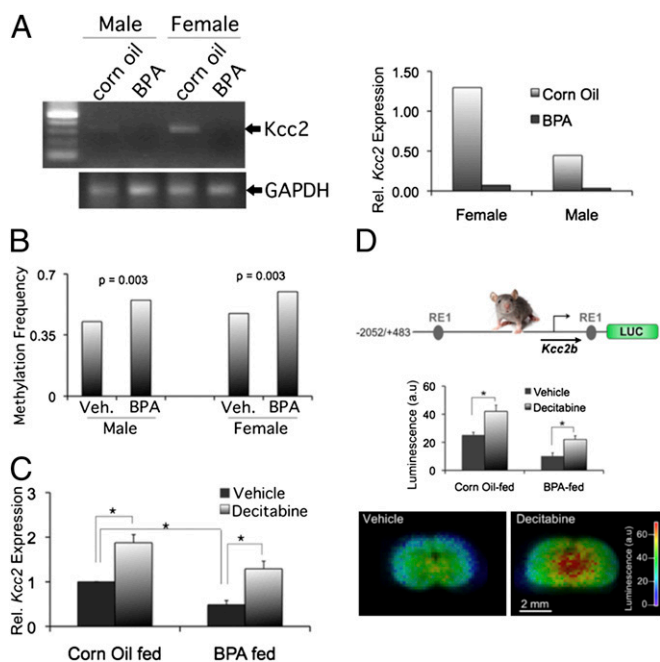 A
Male
Female
corn oil
BPA
corn oil
BPA
Kcc2
GAPDH
Rel. Kcc2 Expression
1.50
1.00
0.50
0.00
Corn Oil
BPA
Female
Male
B
Methylation Frequency
0.7
0.35
0
p = 0.003
p = 0.003
Veh. BPA
Male
Veh. BPA
Female
C
Rel. Kcc2 Expression
3
2
1
0
Vehicle
Decitabine
*
*
*
Corn Oil fed
BPA fed
D
-2052/+483
RE1
RE1
Kcc2b
LUC
Luminescence (a.u)
60
40
20
0
Vehicle
Decitabine
*
*
Corn Oil-fed
BPA-fed
Vehicle
Decitabine
2 mm
Luminescence (a.u)
60
40
20
0